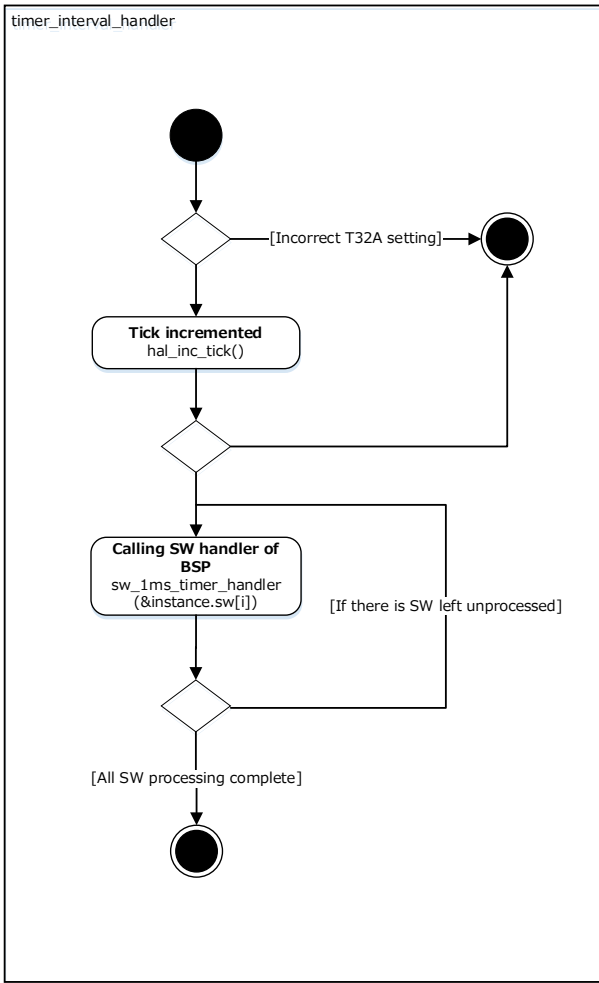 timer_interval_handler
[Incorrect T32A setting]
Tick incremented
hal_inc_tick()
Calling SW handler of
BSP
sw_1ms_timer_handler
(&instance.sw[i])
[If there is SW left unprocessed]
[All SW processing complete]